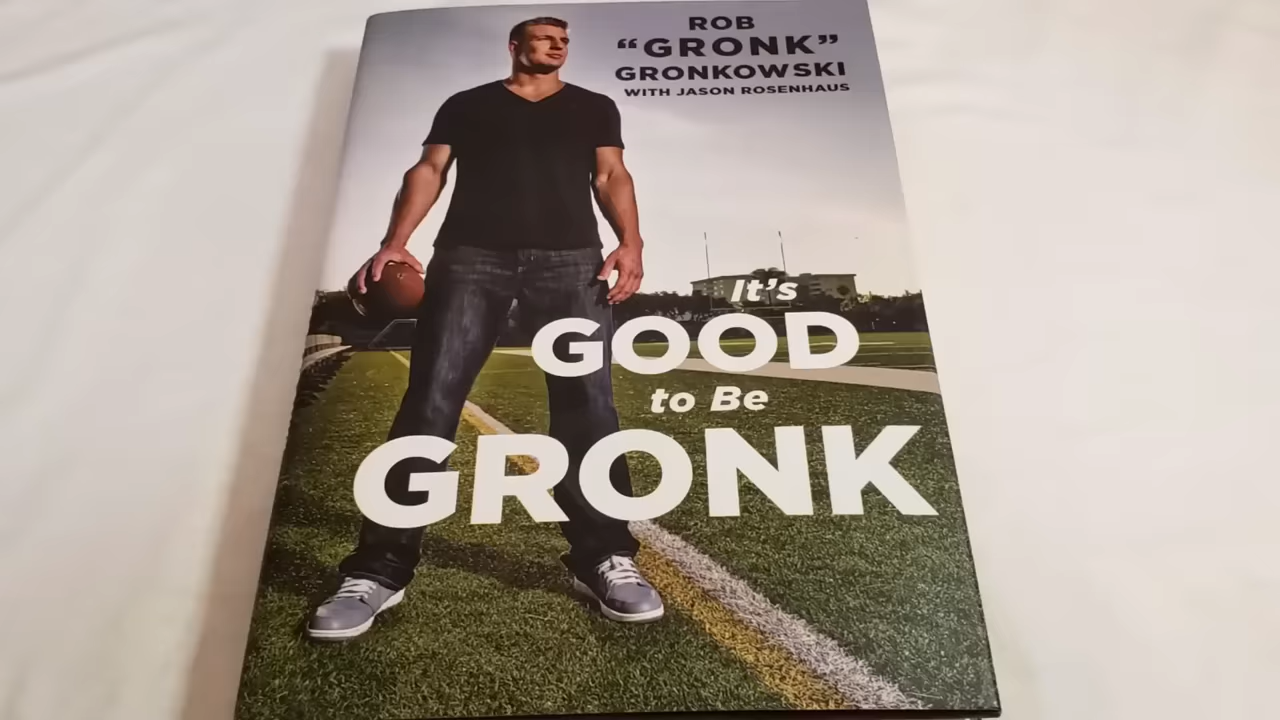 ROB
“GRONK”
GRONKOWSKI
WITH JASON ROSENHAUS
It’s
GOOD
to Be
GRONK